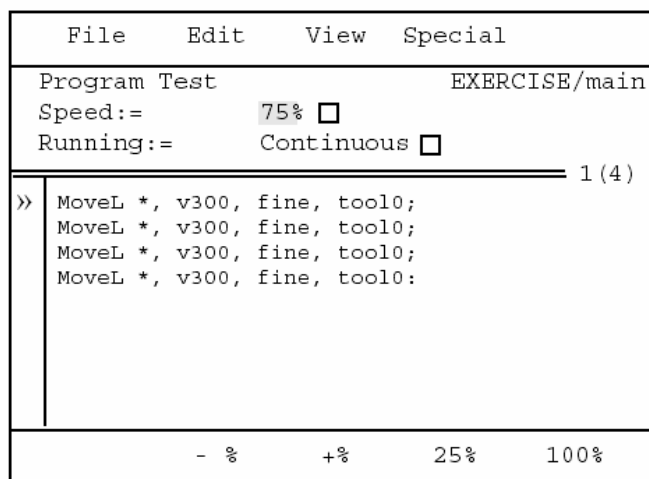 File Edit View Special
Program Test EXERCISE/main
Speed:= 75%
Running:= Continuous
1(4)
» MoveL *, v300, fine, tool0;
MoveL *, v300, fine, tool0;
MoveL *, v300, fine, tool0;
MoveL *, v300, fine, tool0:
- % +% 25% 100%